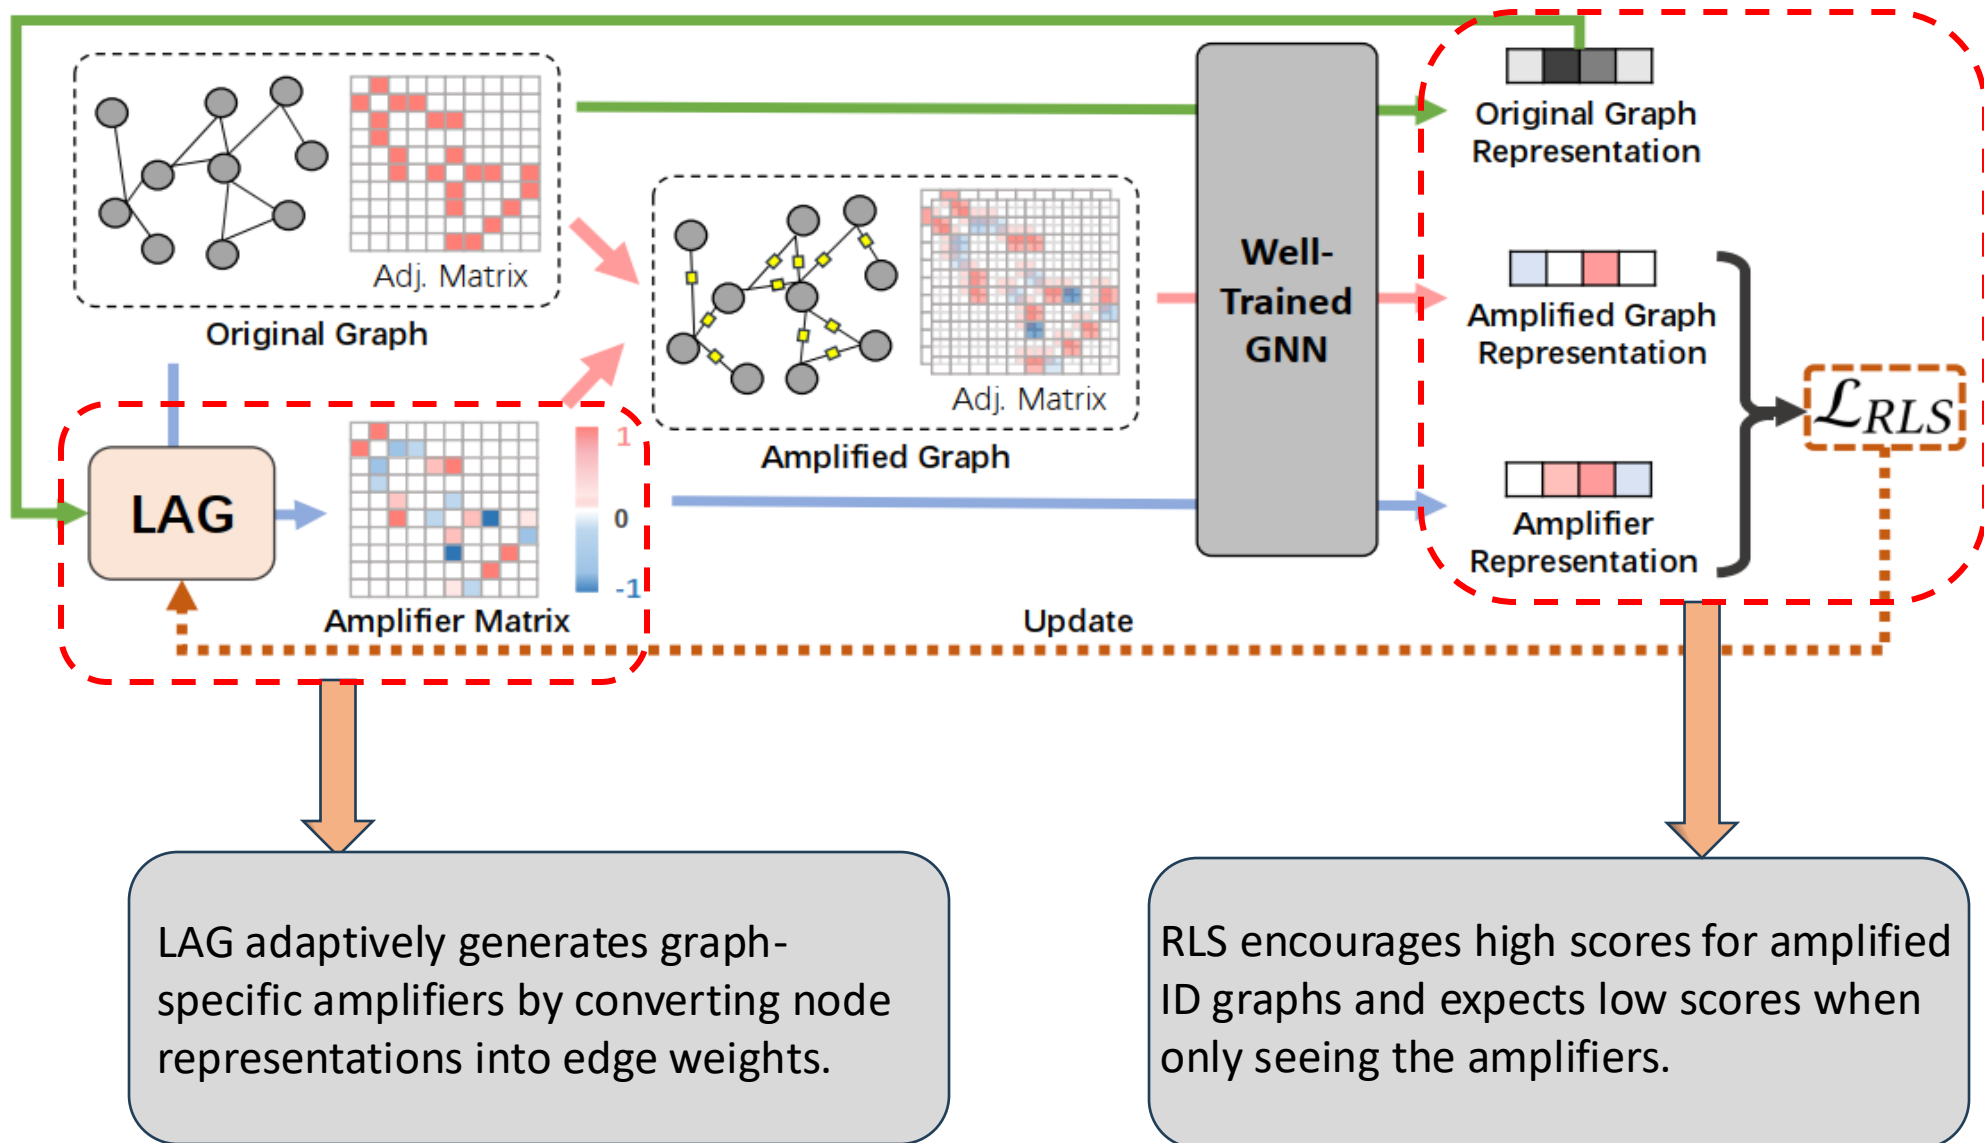 Adj. Matrix
Original Graph
LAG
1
0
-1
Amplifier Matrix
Adj. Matrix
Amplified Graph
Well-
Trained
GNN
Original Graph
Representation
Amplified Graph
Representation
Amplifier
Representation
ℒRLS
Update
LAG adaptively generates graph-
specific amplifiers by converting node
representations into edge weights.
RLS encourages high scores for amplified
ID graphs and expects low scores when
only seeing the amplifiers.